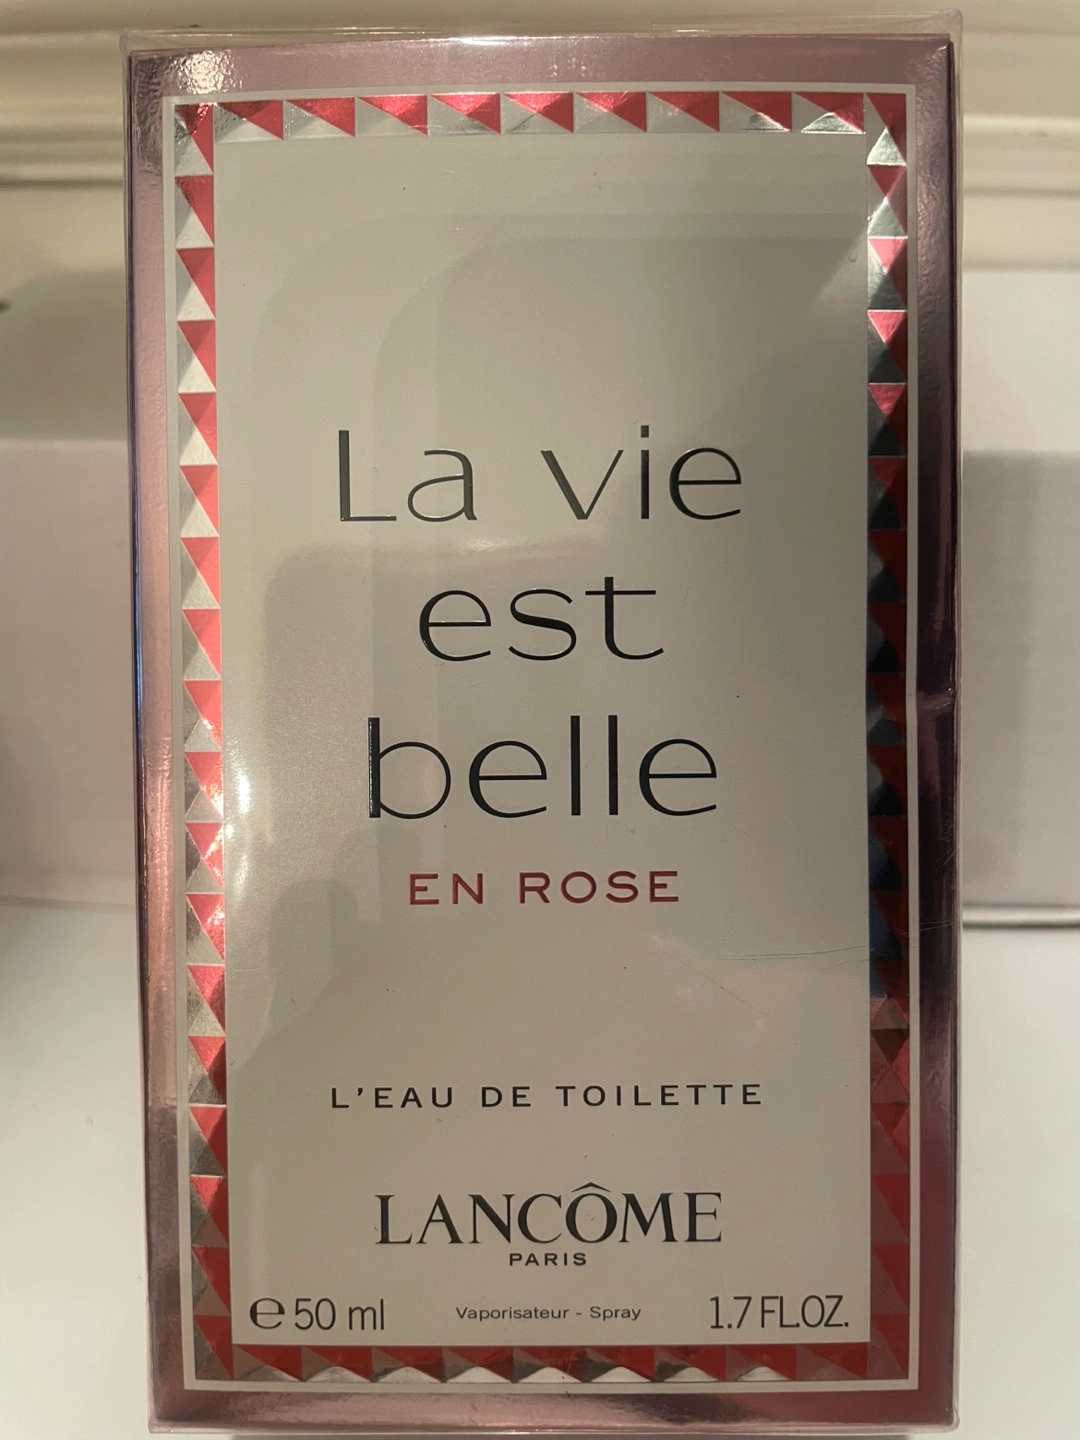 La vie
est
belle
EN ROSE
L'EAU DE TOILETTE
LANCÔME
PARIS
℮50 ml Vaporisateur - Spray 1.7 FL.OZ.